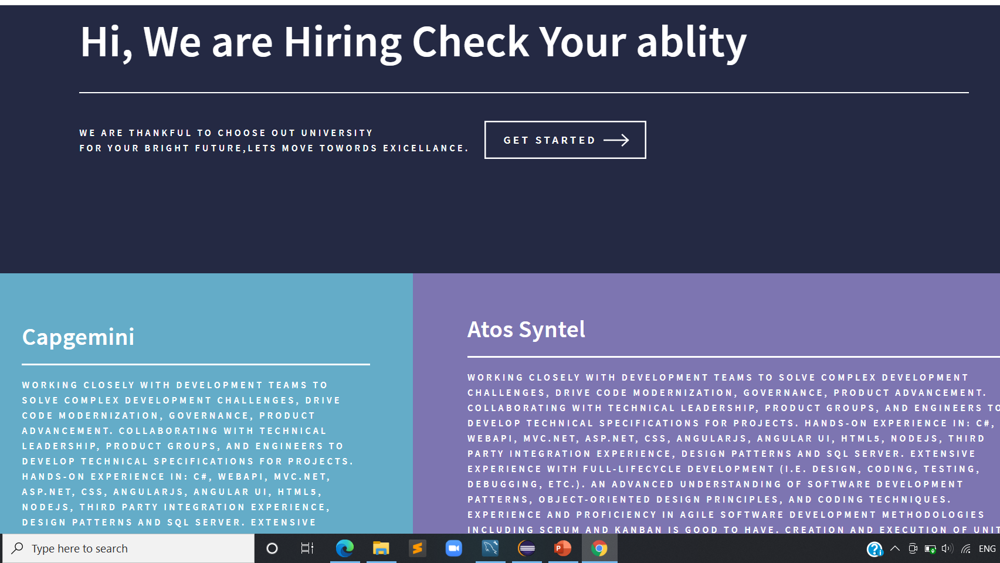 Hi, We are Hiring Check Your ablity
WE ARE THANKFUL TO CHOOSE OUT UNIVERSITY
FOR YOUR BRIGHT FUTURE,LETS MOVE TOWORDS EXICELLANCE.
GET STARTED
Capgemini
WORKING CLOSELY WITH DEVELOPMENT TEAMS TO
SOLVE COMPLEX DEVELOPMENT CHALLENGES, DRIVE
CODE MODERNIZATION, GOVERNANCE, PRODUCT
ADVANCEMENT. COLLABORATING WITH TECHNICAL
LEADERSHIP, PRODUCT GROUPS, AND ENGINEERS TO
DEVELOP TECHNICAL SPECIFICATIONS FOR PROJECTS.
HANDS-ON EXPERIENCE IN: C#, WEBAPI, MVC.NET,
ASP.NET, CSS, ANGULARJS, ANGULAR UI, HTML5,
NODEJS, THIRD PARTY INTEGRATION EXPERIENCE,
DESIGN PATTERNS AND SQL SERVER. EXTENSIVE
Atos Syntel
WORKING CLOSELY WITH DEVELOPMENT TEAMS TO SOLVE COMPLEX DEVELOPMENT
CHALLENGES, DRIVE CODE MODERNIZATION, GOVERNANCE, PRODUCT ADVANCEMENT.
COLLABORATING WITH TECHNICAL LEADERSHIP, PRODUCT GROUPS, AND ENGINEERS TO
DEVELOP TECHNICAL SPECIFICATIONS FOR PROJECTS. HANDS-ON EXPERIENCE IN: C#,
WEBAPI, MVC.NET, ASP.NET, CSS, ANGULARJS, ANGULAR UI, HTML5, NODEJS, THIRD
PARTY INTEGRATION EXPERIENCE, DESIGN PATTERNS AND SQL SERVER. EXTENSIVE
EXPERIENCE WITH FULL-LIFECYCLE DEVELOPMENT (I.E. DESIGN, CODING, TESTING,
DEBUGGING, ETC.). AN ADVANCED UNDERSTANDING OF SOFTWARE DEVELOPMENT
PATTERNS, OBJECT-ORIENTED DESIGN PRINCIPLES, AND CODING TECHNIQUES.
EXPERIENCE AND PROFICIENCY IN AGILE SOFTWARE DEVELOPMENT METHODOLOGIES
INCLUDING SCRUM AND KANBAN IS GOOD TO HAVE. CREATION AND EXECUTION OF UNIT
Type here to search
ENG